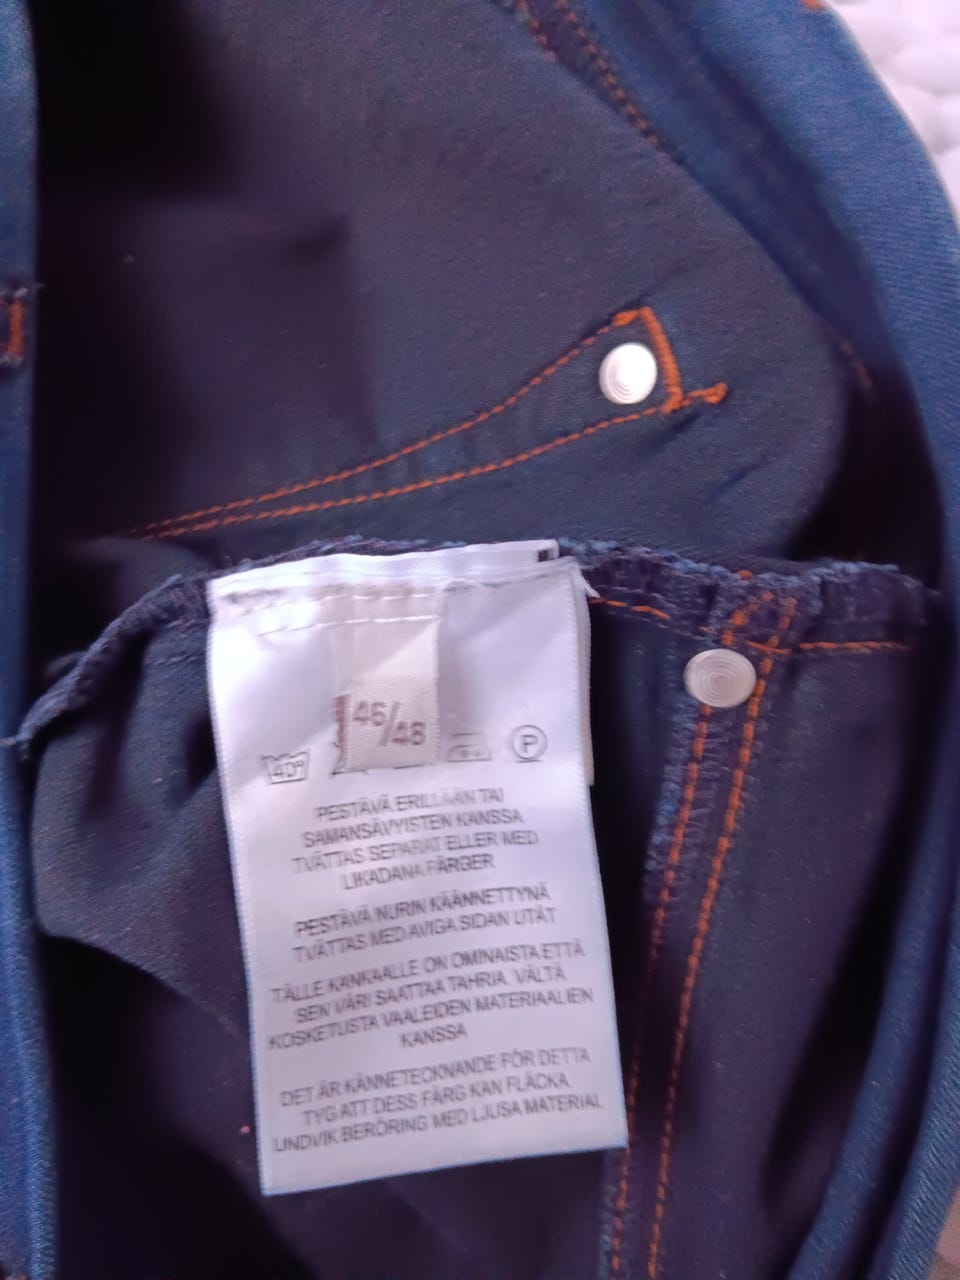 46/48
40°
P
PESTÄVÄ ERILLÄÄN TAI
SAMANSÄVYISTEN KANSSA
TVÄTTAS SEPARAT ELLER MED
LIKADANA FÄRGER
PESTÄVÄ NURIN KÄÄNNETTYNÄ
TVÄTTAS MED AVIGA SIDAN UTÅT
TÄLLE KANKAALLE ON OMINAISTA ETTÄ
SEN VÄRI SAATTAA TAHRIA. VÄLTÄ
KOSKETUSTA VAALEIDEN MATERIAALIEN
KANSSA
DET ÄR KÄNNETECKNANDE FÖR DETTA
TYG ATT DESS FÄRG KAN FLÄCKA.
UNDVIK BERÖRING MED LJUSA MATERIAL